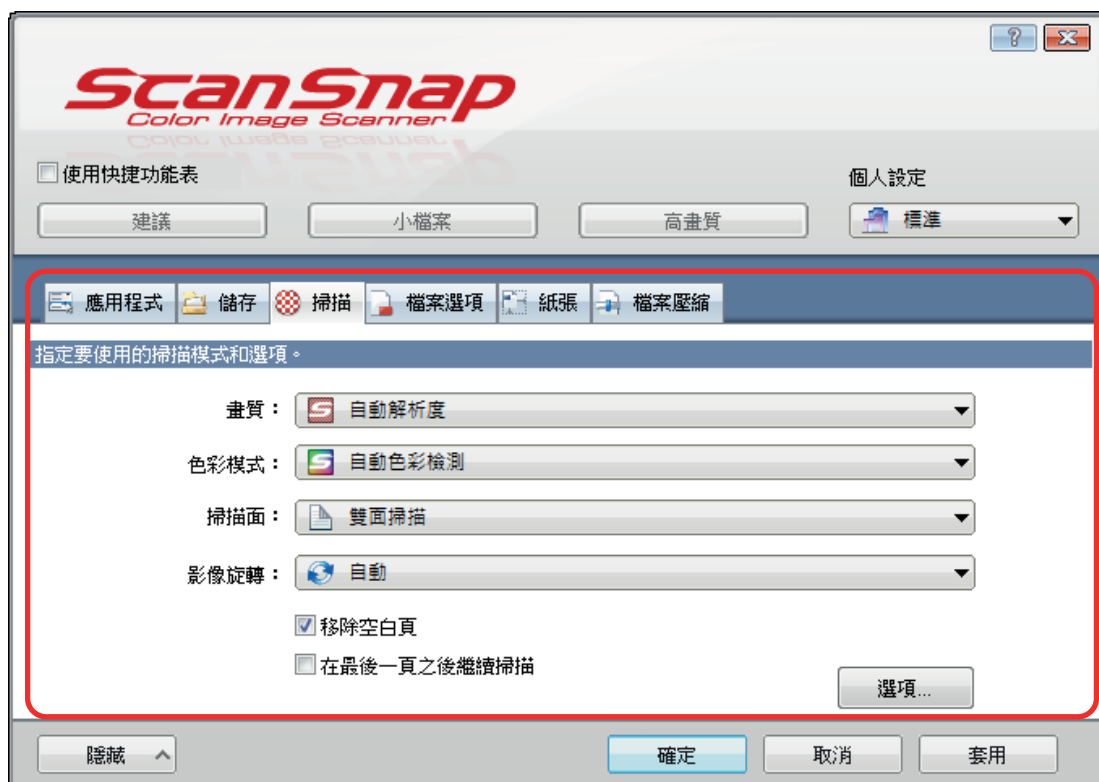 ScanSnap
Color Image Scanner
使用快捷功能表
個人設定
建議 小檔案 高畫質 標準
應用程式 儲存 掃描 檔案選項 紙張 檔案壓縮
指定要使用的掃描模式和選項。
畫質： 自動解析度
色彩模式： 自動色彩檢測
掃描面： 雙面掃描
影像旋轉： 自動
移除空白頁
在最後一頁之後繼續掃描
選項...
隱藏 確定 取消 套用